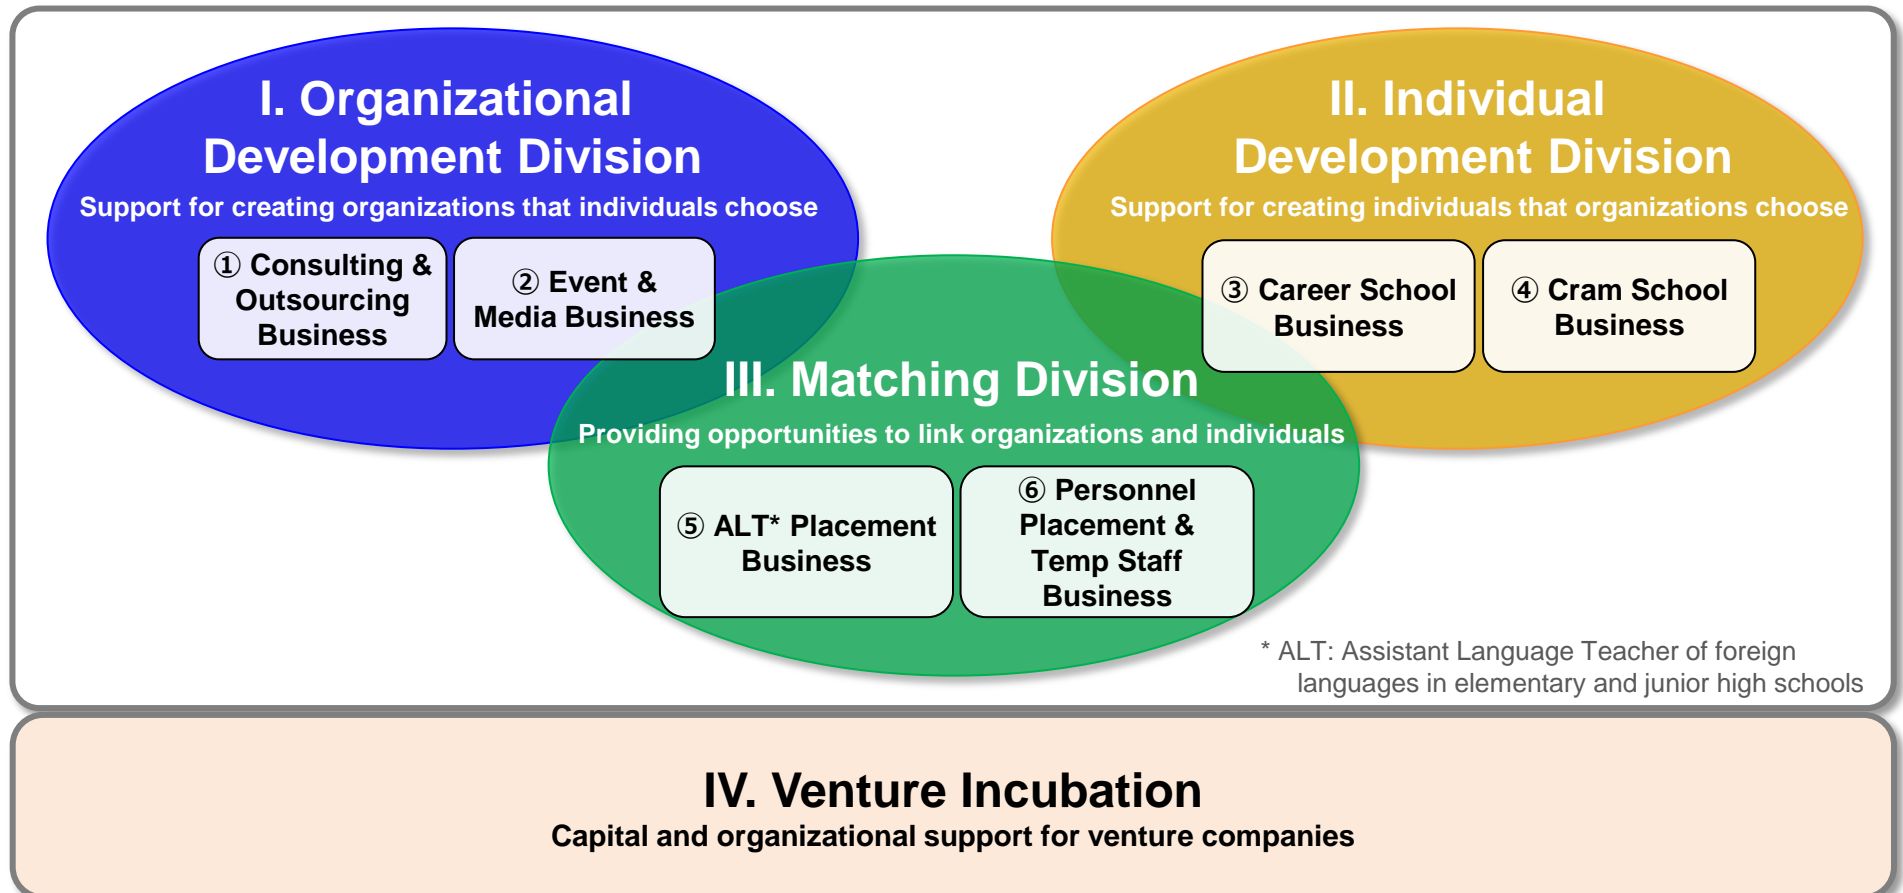 I. Organizational
Development Division
Support for creating organizations that individuals choose
① Consulting &
Outsourcing
Business
② Event &
Media Business
II. Individual
Development Division
Support for creating individuals that organizations choose
③ Career School
Business
④ Cram School
Business
III. Matching Division
Providing opportunities to link organizations and individuals
⑤ ALT* Placement
Business
⑥ Personnel
Placement &
Temp Staff
Business
* ALT: Assistant Language Teacher of foreign
languages in elementary and junior high schools
IV. Venture Incubation
Capital and organizational support for venture companies